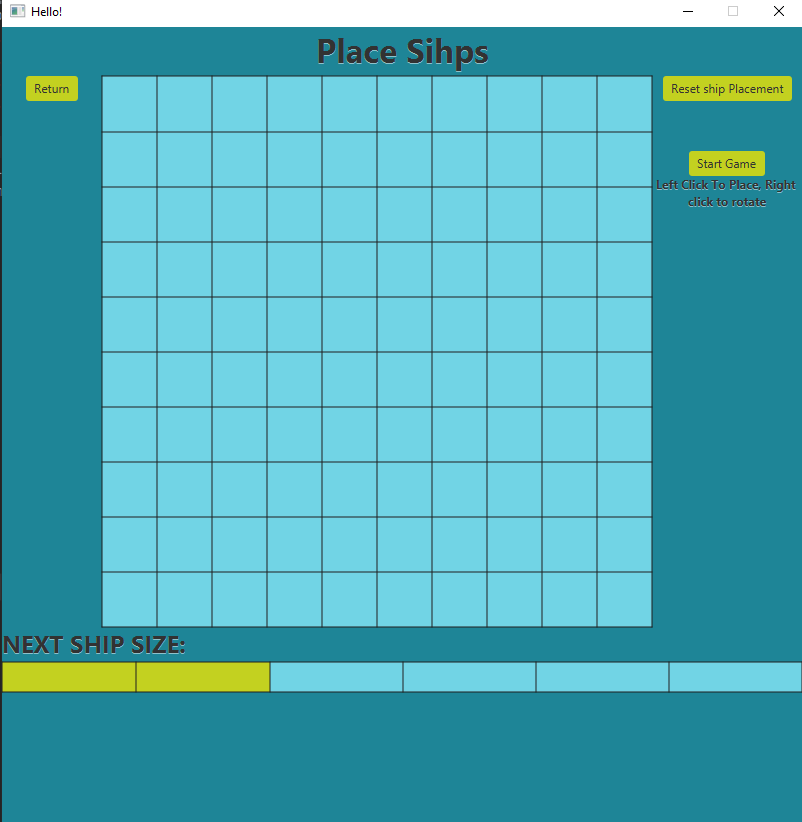 Hello!
Place Sihps
Return
Reset ship Placement
Start Game
Left Click To Place, Right
click to rotate
NEXT SHIP SIZE: